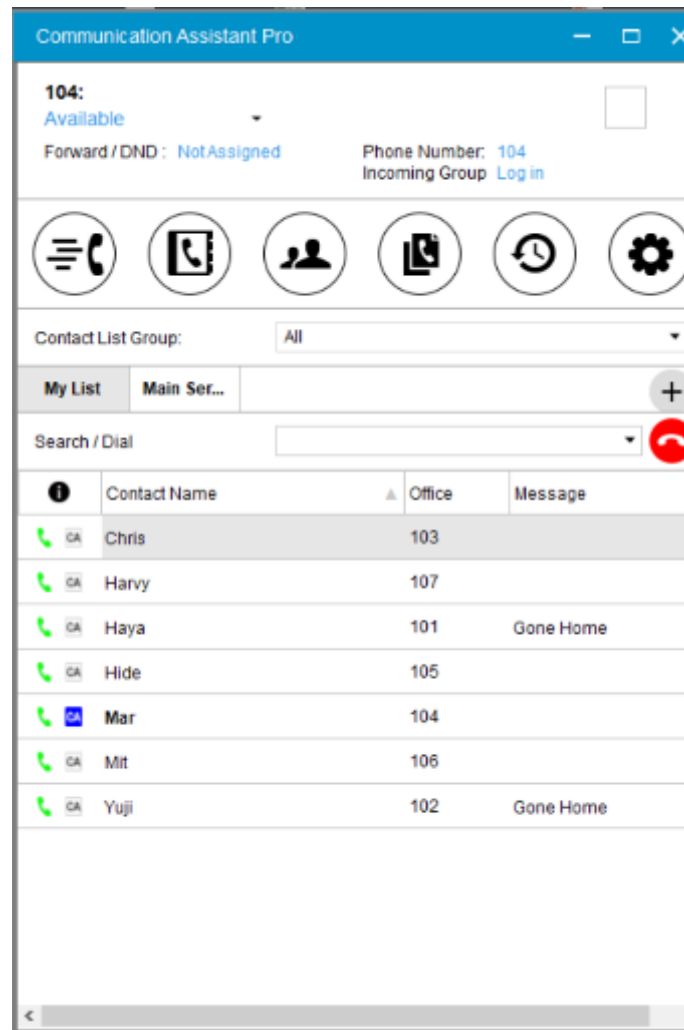 Communication Assistant Pro
104:
Available
Forward / DND : Not Assigned Phone Number: 104
Incoming Group Log in
Contact List Group: All
My List Main Ser...
Search / Dial
Contact Name Office Message
CA Chris 103
CA Harvy 107
CA Haya 101 Gone Home
CA Hide 105
CA Mar 104
CA Mit 106
CA Yuji 102 Gone Home